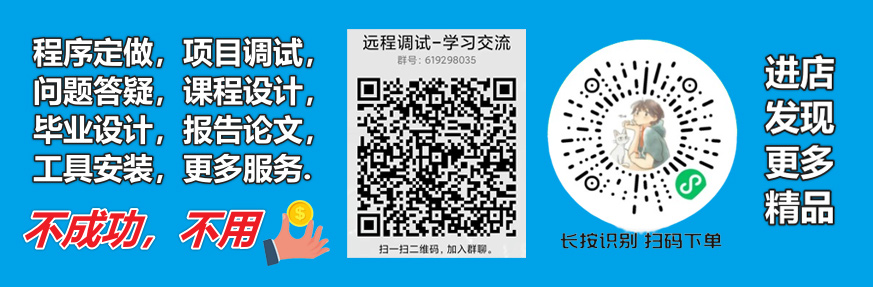 程序定做，项目调试，
问题答疑，课程设计，
毕业设计，报告论文，
工具安装，更多服务.
不成功，不用
远程调试-学习交流
群号：619298035
扫一扫二维码，加入群聊。
长按识别 扫码下单
进店
发现
更多
精品